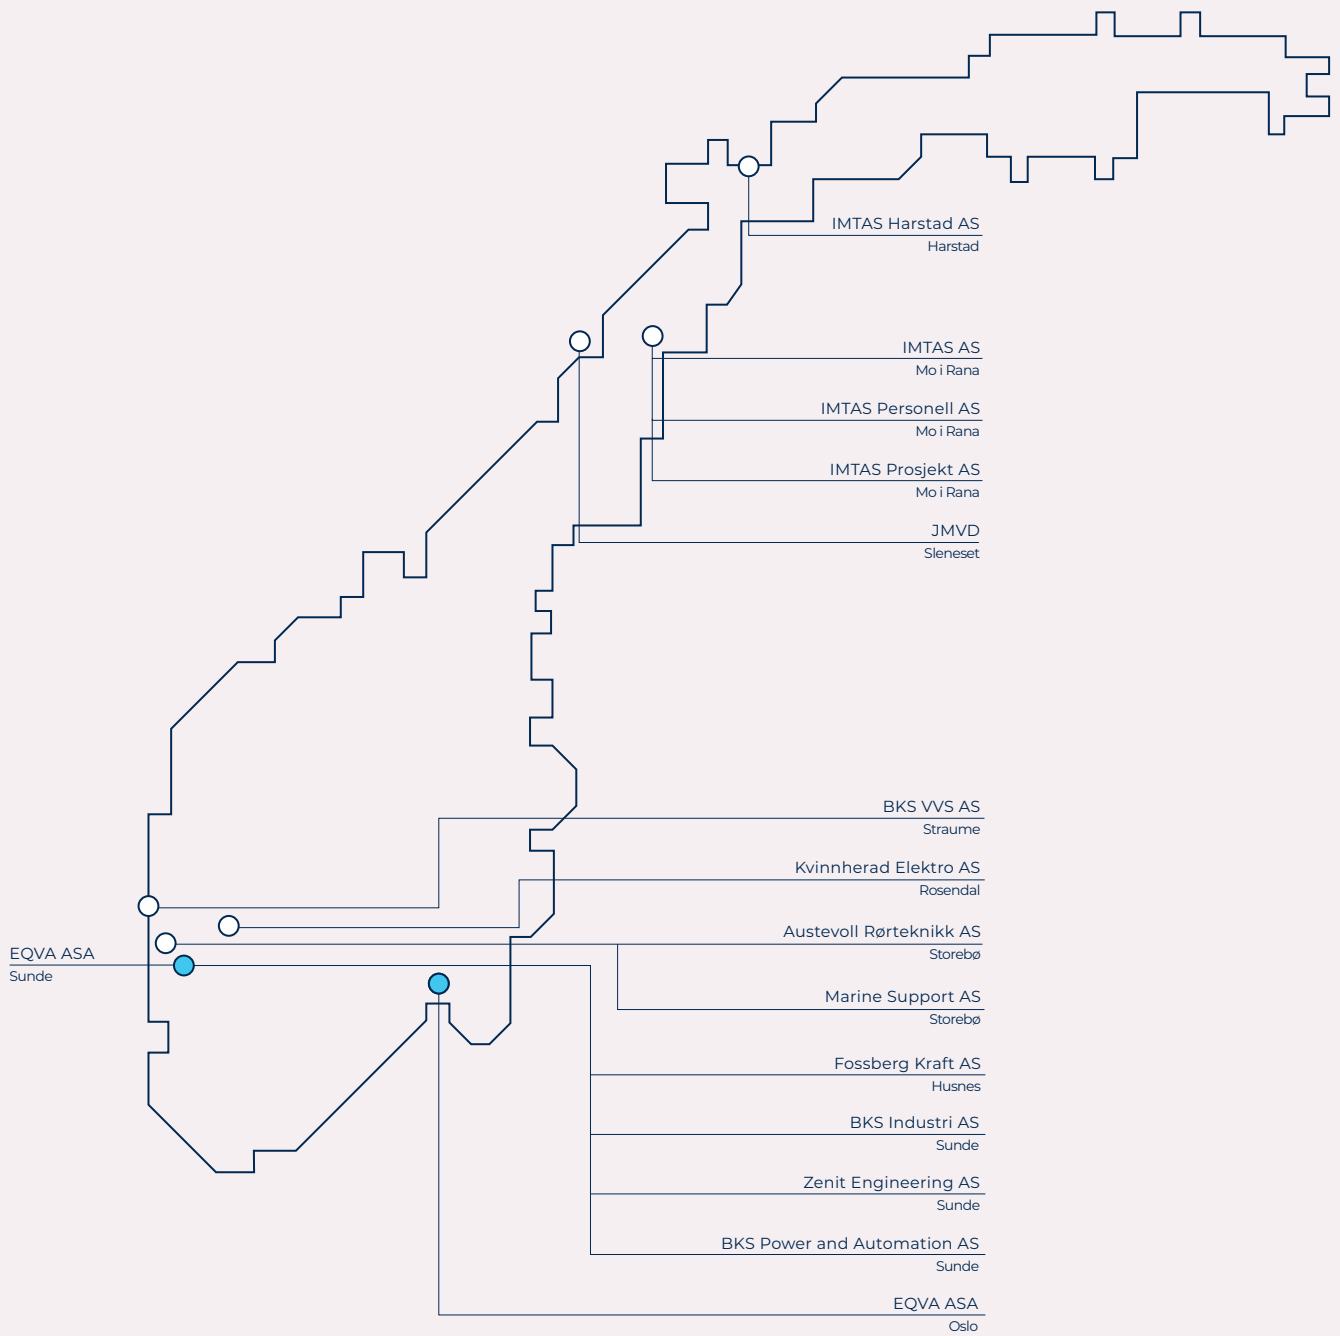 IMTAS Harstad AS
Harstad
IMTAS AS
Mo i Rana
IMTAS Personell AS
Mo i Rana
IMTAS Prosjekt AS
Mo i Rana
JMVD
Sleneset
BKS VVS AS
Straume
Kvinnherad Elektro AS
Rosendal
Austevoll Rørteknikk AS
Storebø
EQVA ASA
Sunde
Marine Support AS
Storebø
Fossberg Kraft AS
Husnes
BKS Industri AS
Sunde
Zenit Engineering AS
Sunde
BKS Power and Automation AS
Sunde
EQVA ASA
Oslo